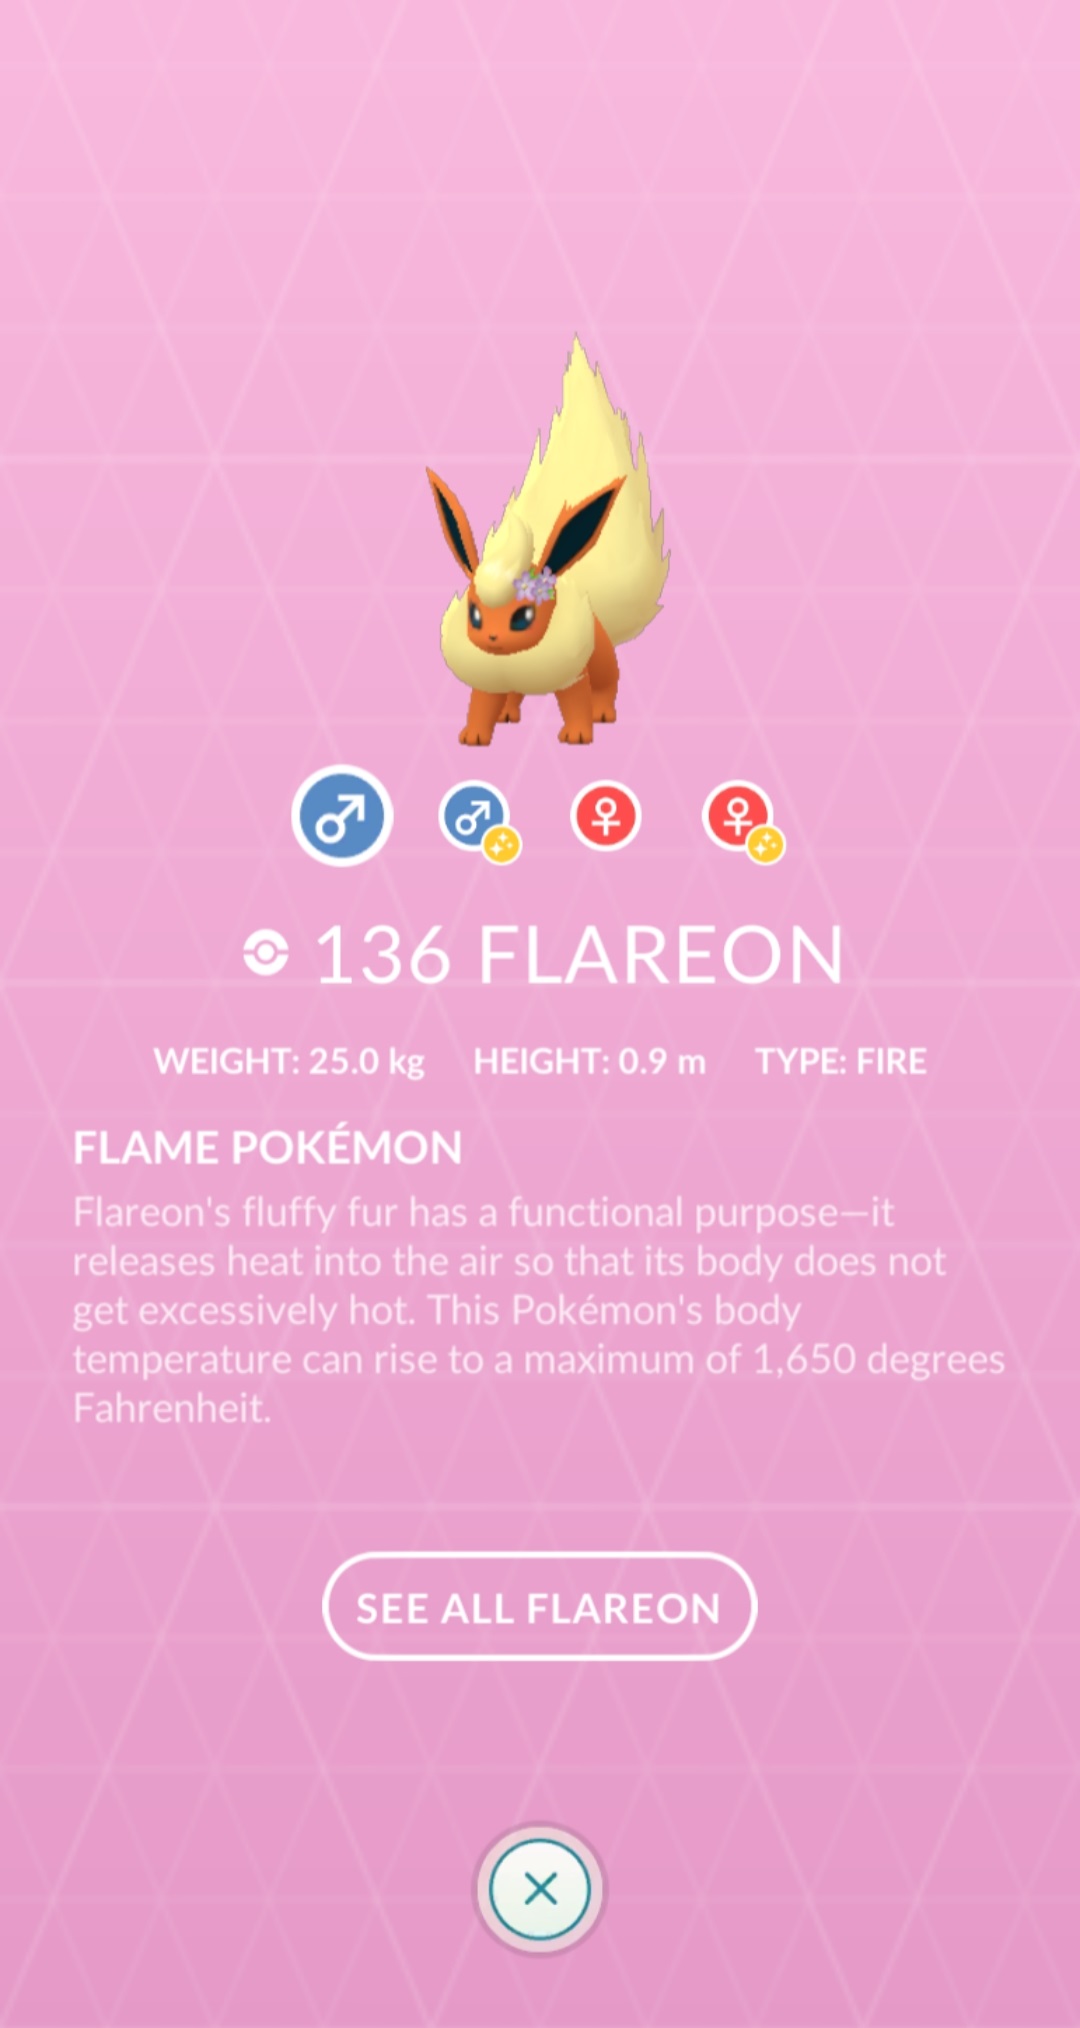 136 FLAREON
WEIGHT: 25.0 kg HEIGHT: 0.9 m TYPE: FIRE
FLAME POKÉMON
Flareon's fluffy fur has a functional purpose—it
releases heat into the air so that its body does not
get excessively hot. This Pokémon's body
temperature can rise to a maximum of 1,650 degrees
Fahrenheit.
SEE ALL FLAREON